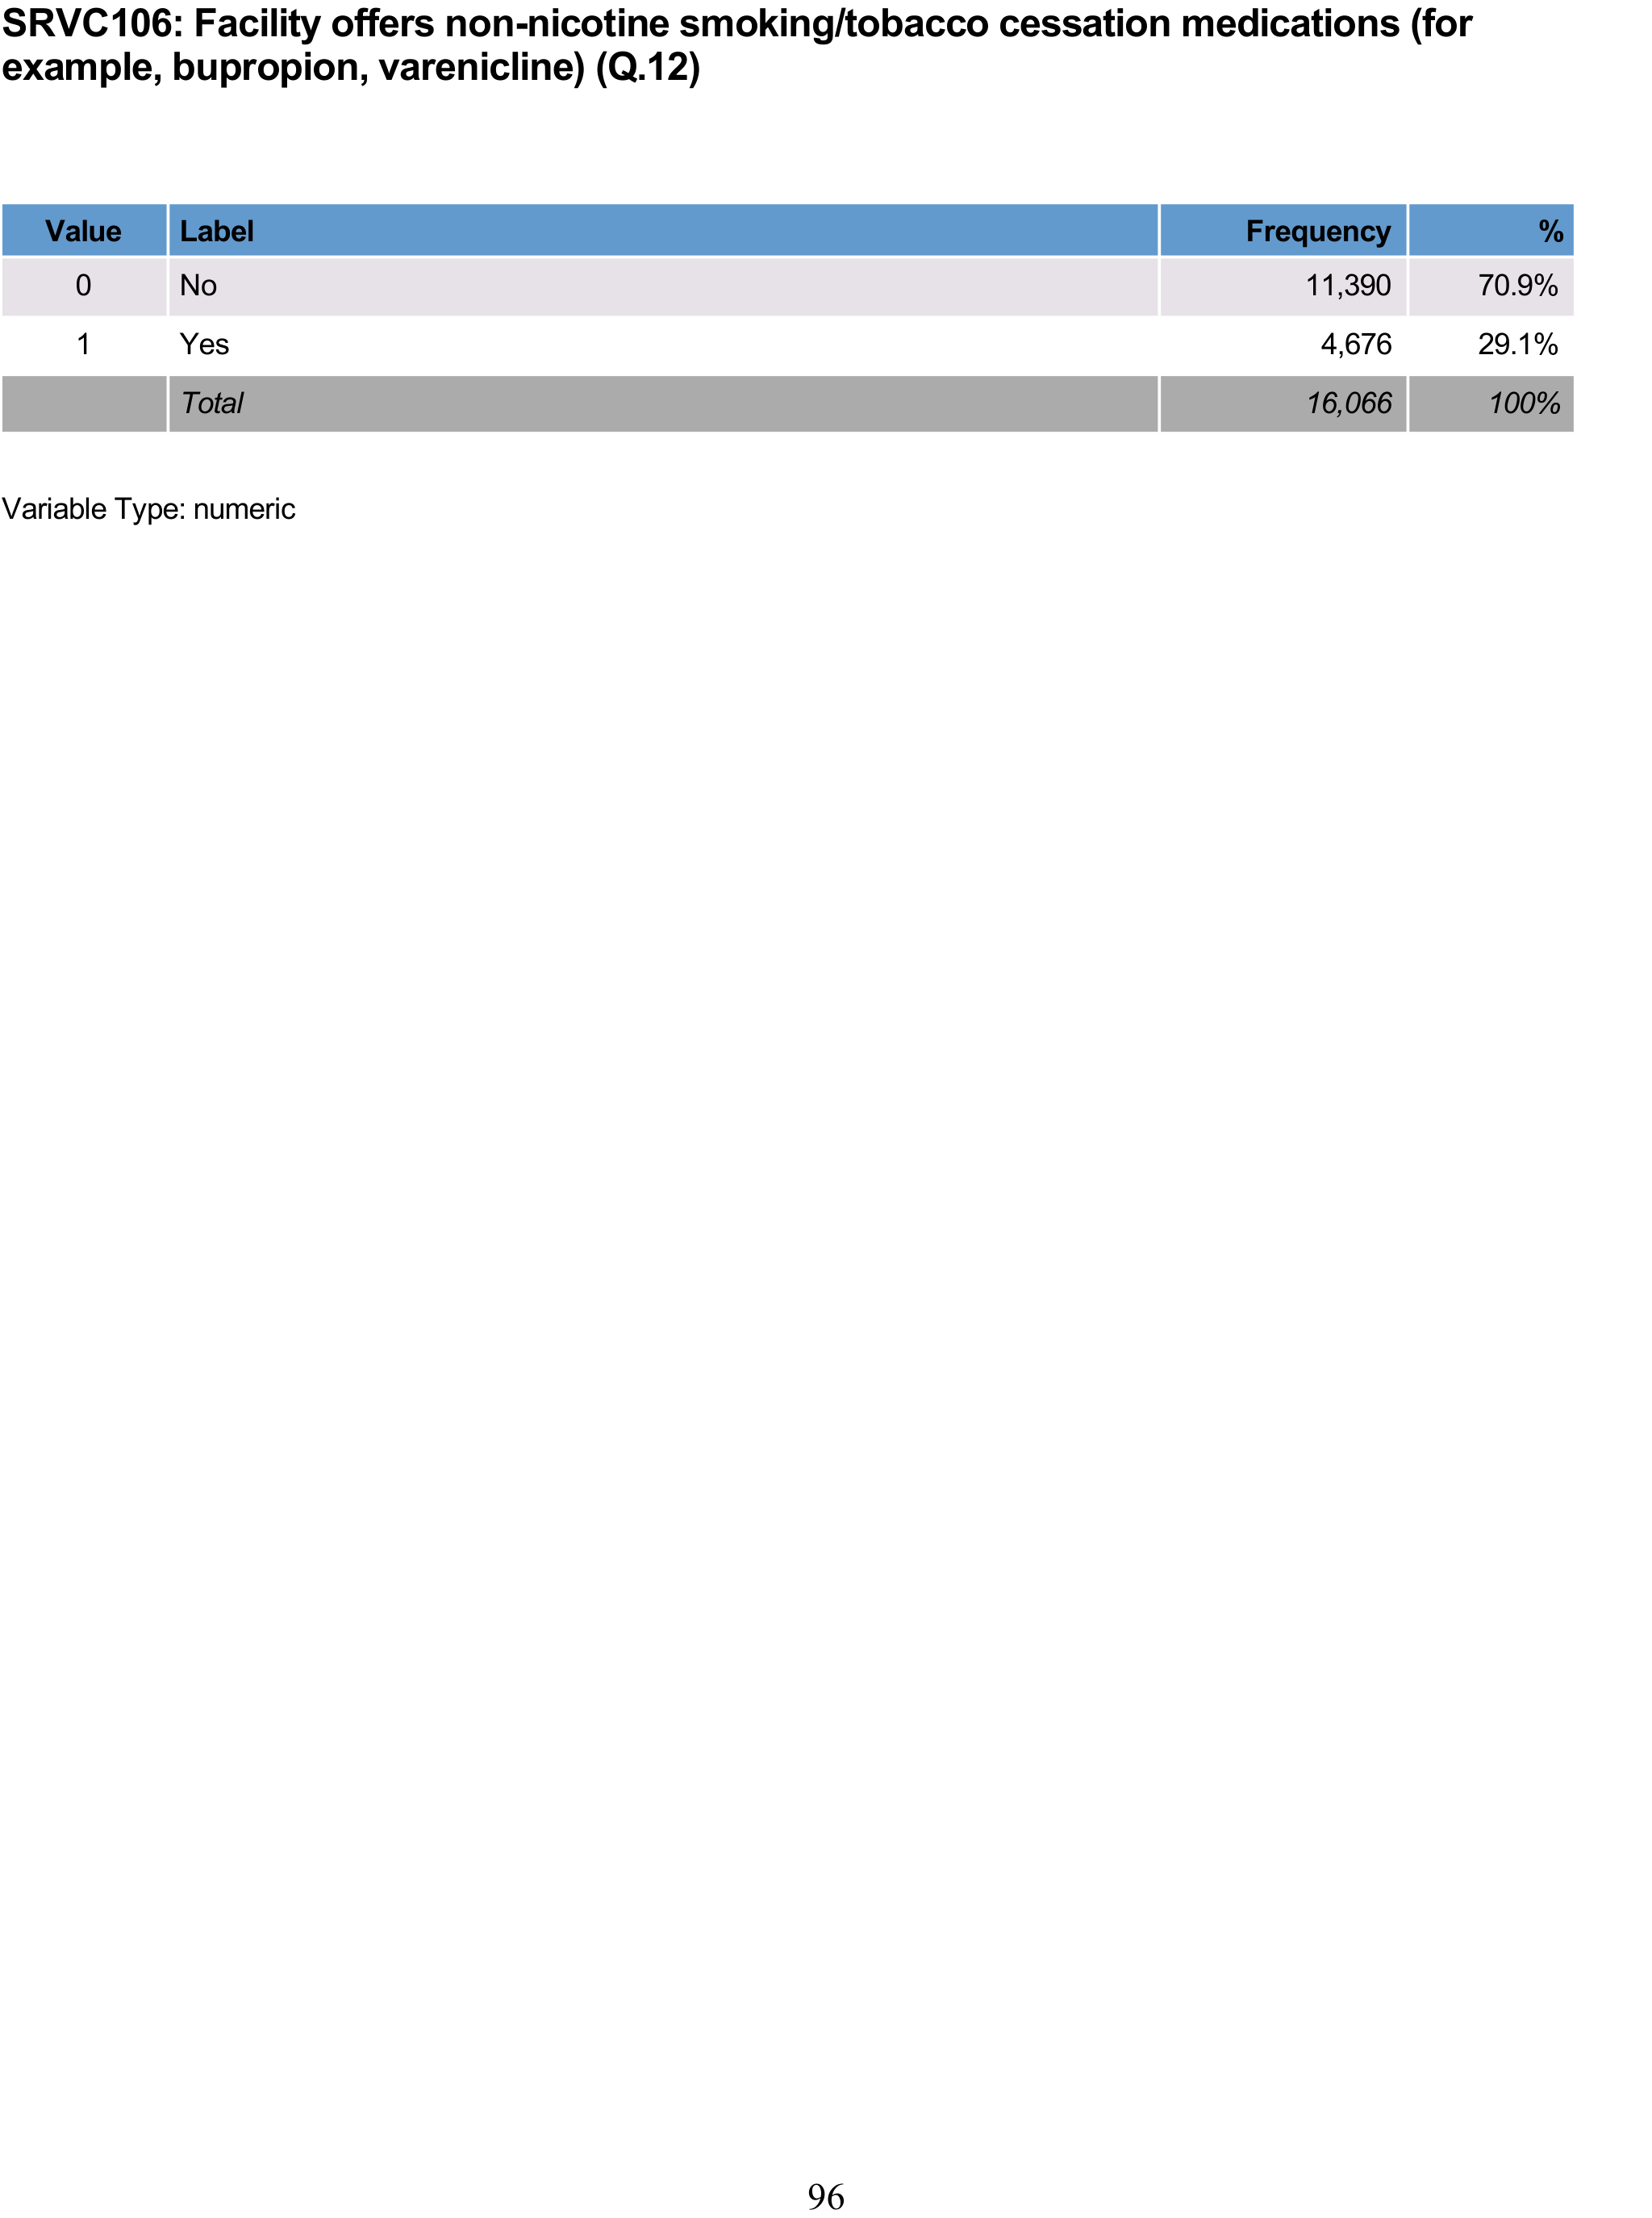 SRVC106: Facility offers non-nicotine smoking/tobacco cessation medications (for
example, bupropion, varenicline) (Q.12)
Value Label Frequency %
0 No 11,390 70.9%
1 Yes 4,676 29.1%
Total 16,066 100%
Variable Type: numeric
96